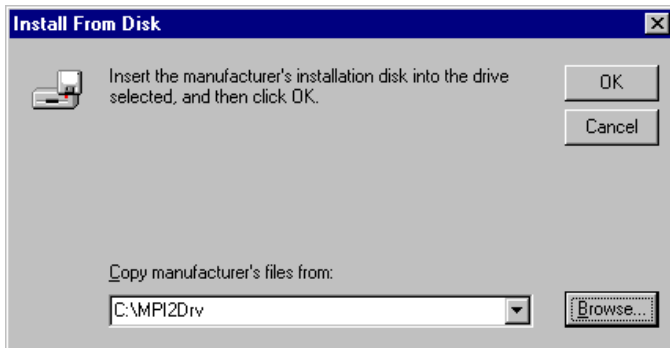 Install From Disk
Insert the manufacturer's installation disk into the drive
selected, and then click OK.
OK
Cancel
Copy manufacturer's files from:
C:\MPI2Drv
Browse...